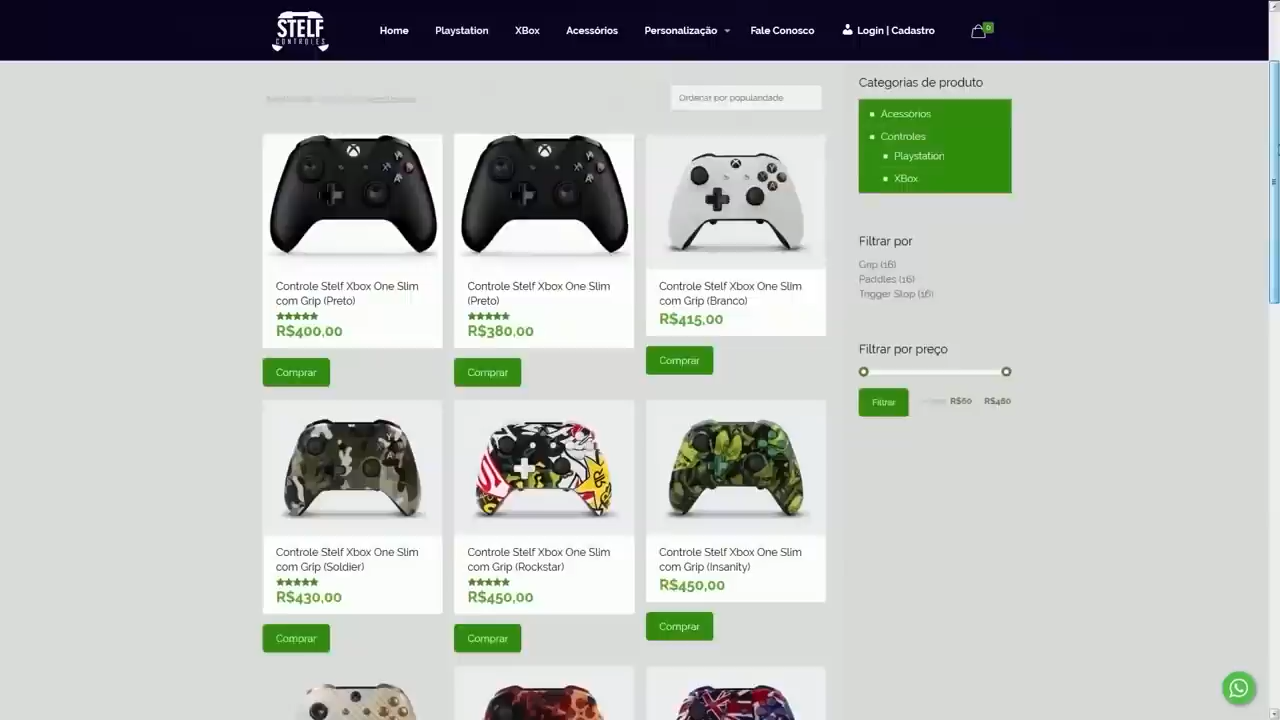 STELF
CONTROLES
Home
Playstation
XBox
Acessórios
Personalização
Fale Conosco
Login | Cadastro
0
Ordenar por popularidade
Controle Stelf Xbox One Slim
com Grip (Preto)
R$400,00
Comprar
Controle Stelf Xbox One Slim
(Preto)
R$380,00
Comprar
Controle Stelf Xbox One Slim
com Grip (Branco)
R$415,00
Comprar
Controle Stelf Xbox One Slim
com Grip (Soldier)
R$430,00
Comprar
Controle Stelf Xbox One Slim
com Grip (Rockstar)
R$450,00
Comprar
Controle Stelf Xbox One Slim
com Grip (Insanity)
R$450,00
Comprar
Categorias de produto
Acessórios
Controles
Playstation
XBox
Filtrar por
Grip (16)
Paddles (16)
Trigger Stop (16)
Filtrar por preço
Filtrar
R$60
R$460